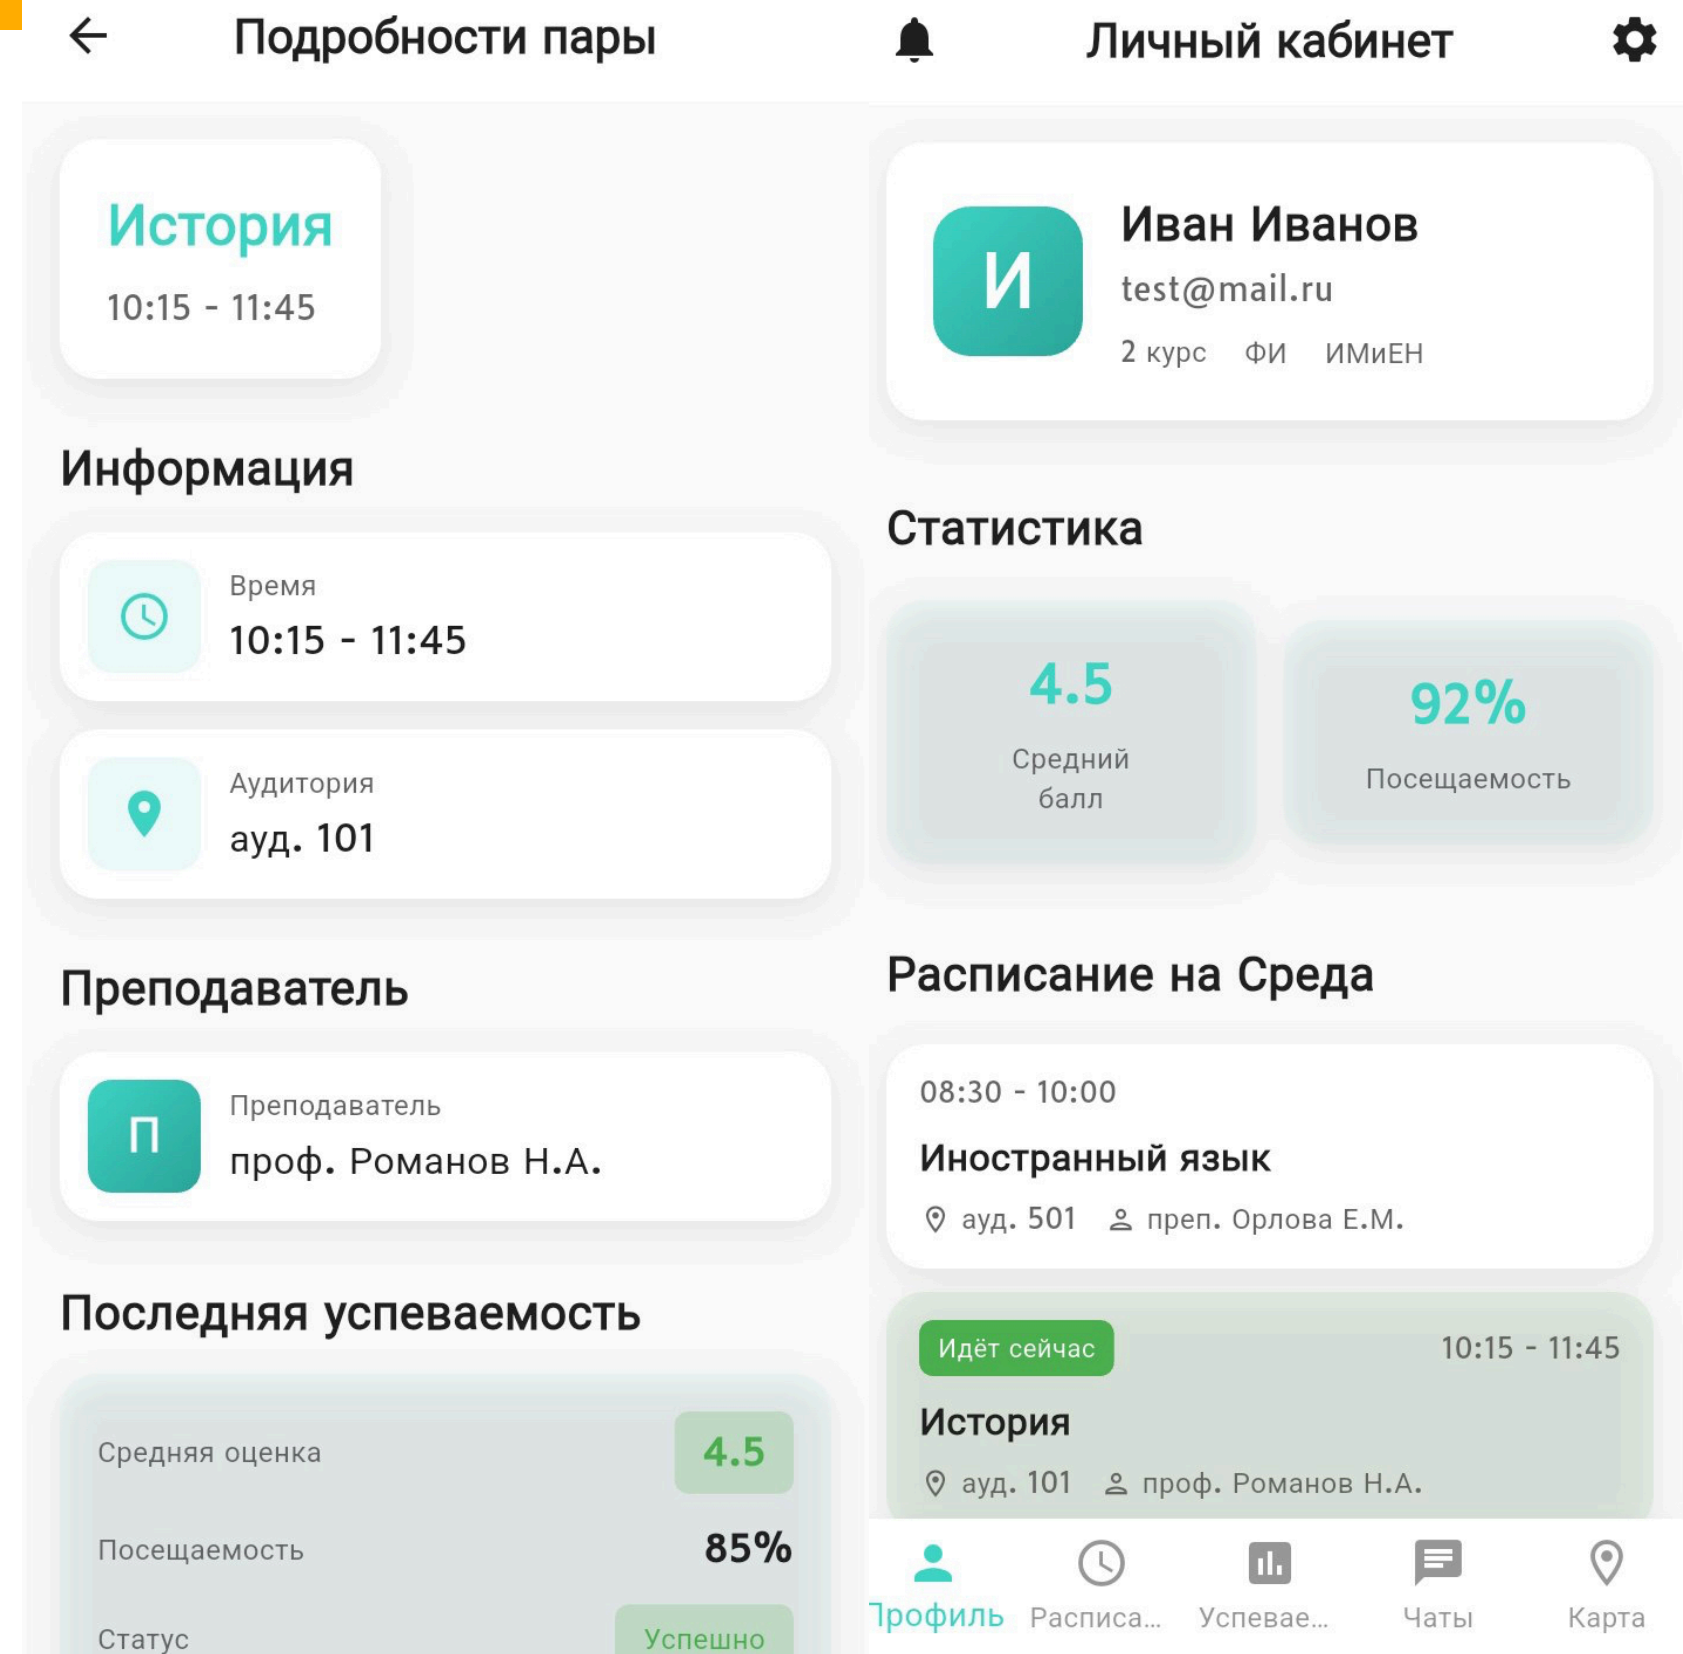 Подробности пары
История
10:15 - 11:45
Информация
Время
10:15 - 11:45
Аудитория
ауд. 101
Преподаватель
П
Преподаватель
проф. Романов Н.А.
Последняя успеваемость
Средняя оценка
4.5
Посещаемость
85%
Статус
Успешно
Личный кабинет
И
Иван Иванов
test@mail.ru
2 курс ФИ ИМиЕН
Статистика
4.5
Средний
балл
92%
Посещаемость
Расписание на Среда
08:30 - 10:00
Иностранный язык
ауд. 501 преп. Орлова Е.М.
Идёт сейчас 10:15 - 11:45
История
ауд. 101 проф. Романов Н.А.
Профиль Расписа... Успевае... Чаты Карта